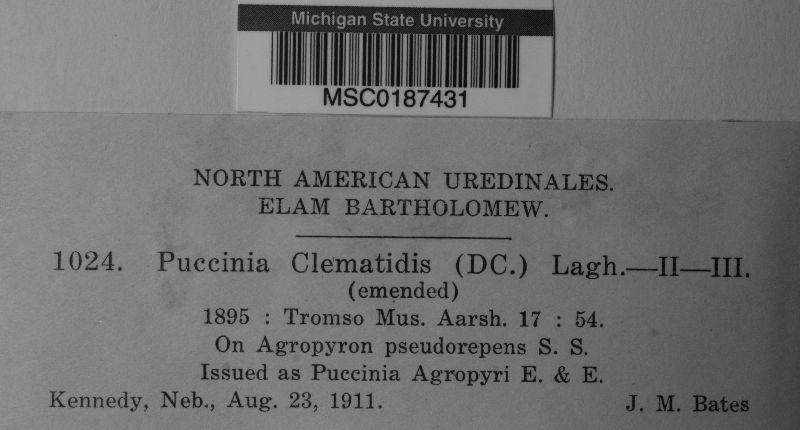 Michigan State University
MSC0187431
NORTH AMERICAN UREDINALES.
ELAM BARTHOLOMEW.
1024. Puccinia Clematidis (DC.) Lagh.—II—III.
(emended)
1895 : Tromso Mus. Aarsh. 17 : 54.
On Agropyron pseudorepens S. S.
Issued as Puccinia Agropyri E. & E.
Kennedy, Neb., Aug. 23, 1911. J. M. Bates